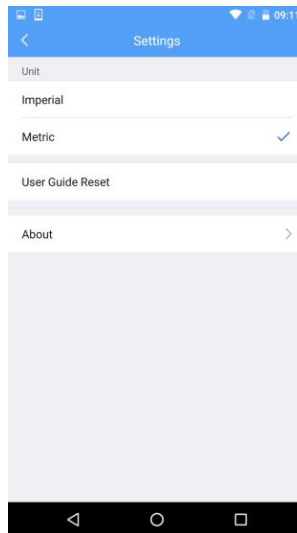 09:11
Settings
Unit
Imperial
Metric
User Guide Reset
About